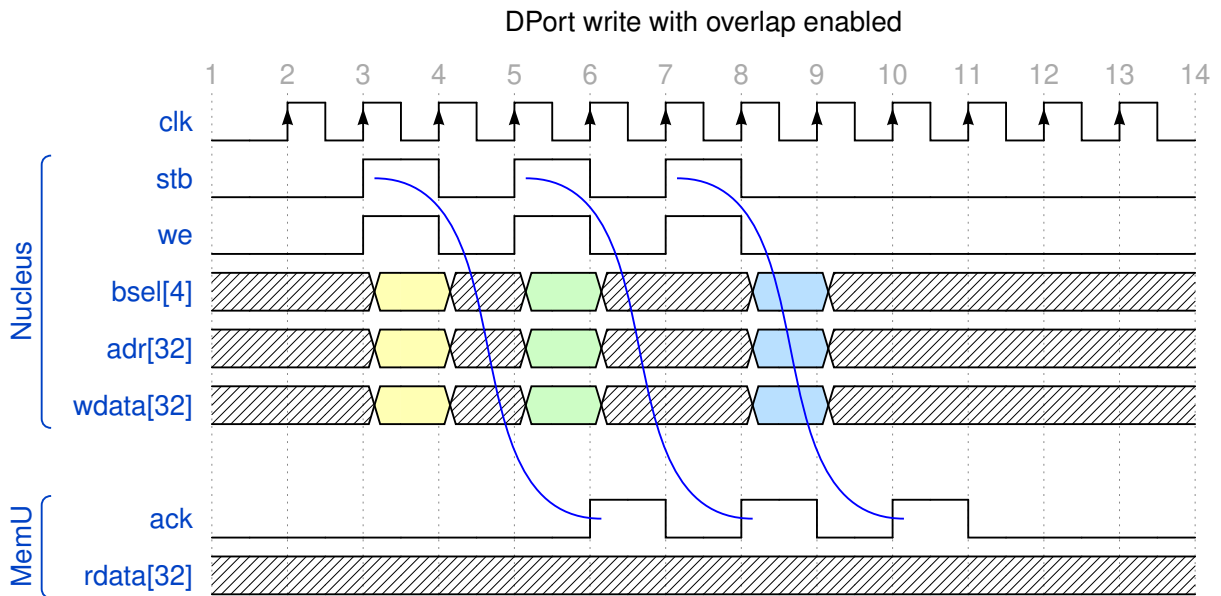 DPort write with overlap enabled
1 2 3 4 5 6 7 8 9 10 11 12 13 14
clk
Nucleus
stb
we
bsel[4]
adr[32]
wdata[32]
MemU
ack
rdata[32]